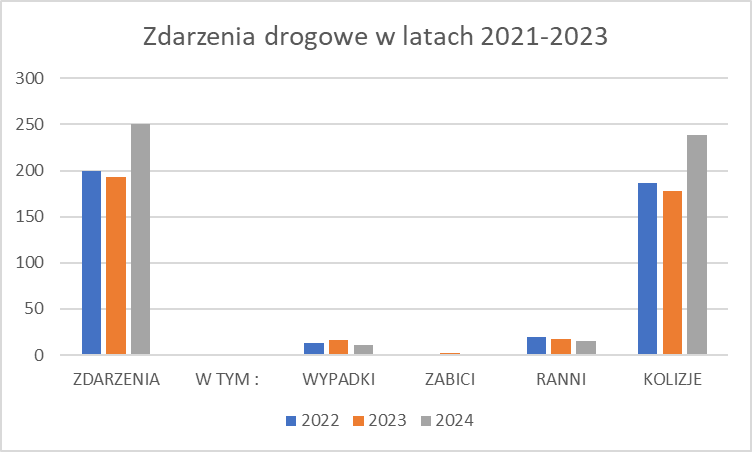 Zdarzenia drogowe w latach 2021-2023
300
250
200
150
100
50
0
ZDARZENIA W TYM : WYPADKI ZABICI RANNI KOLIZJE
2022 2023 2024